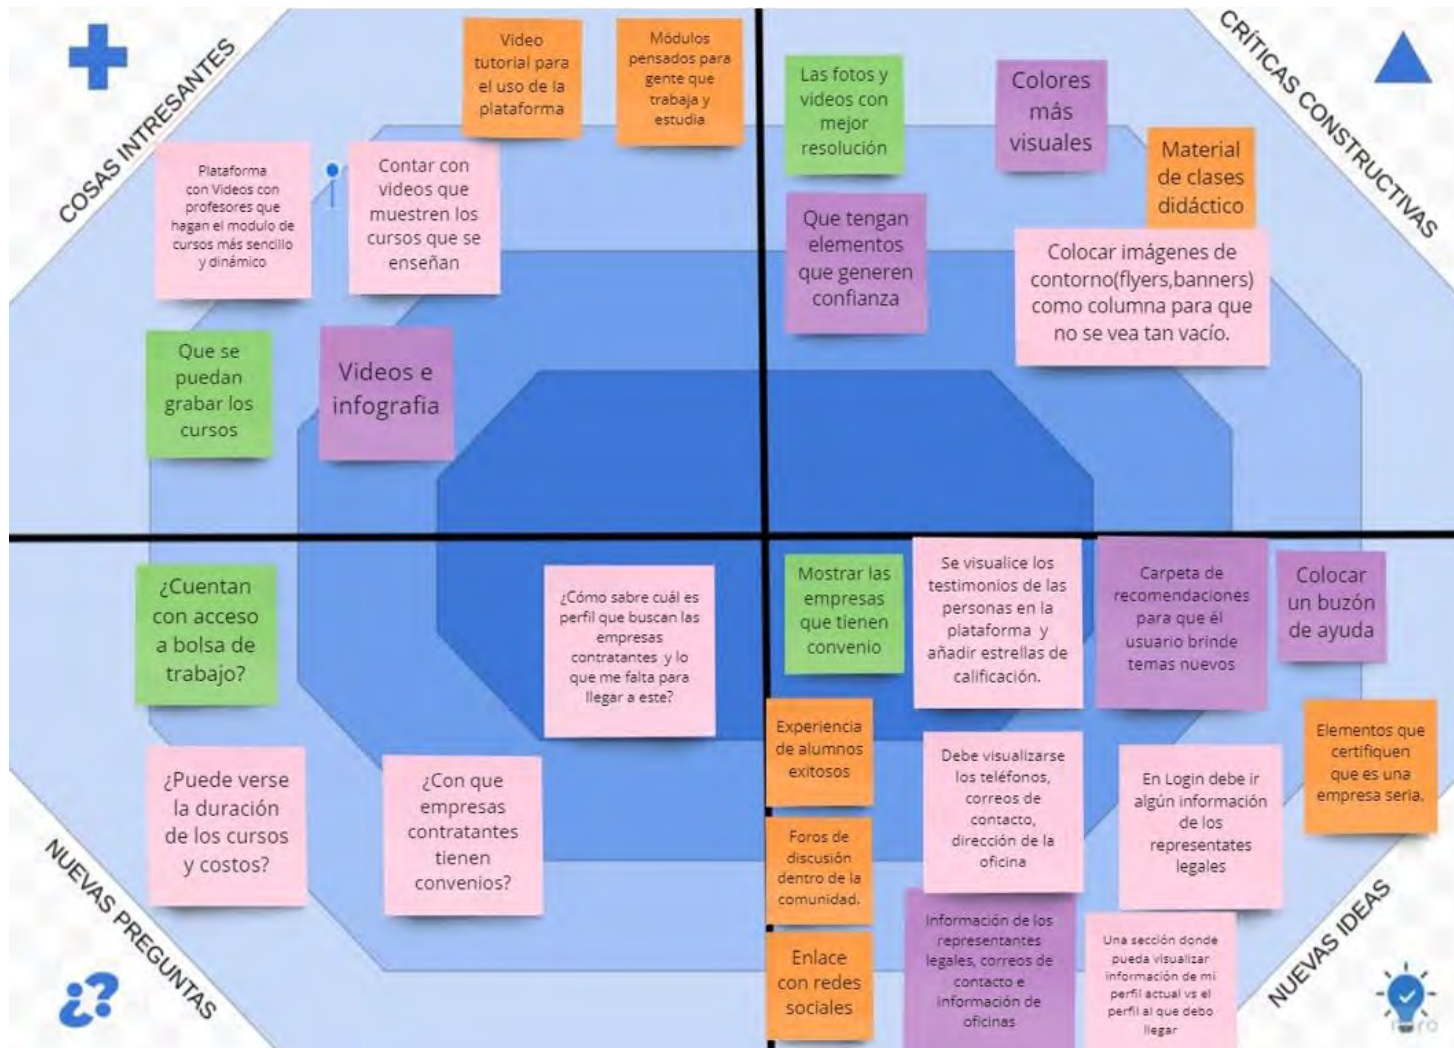 COSAS INTRESANTES
Video
tutorial para
el uso de la
plataforma
Módulos
pensados para
gente que
trabaja y
estudia
Plataforma
con Videos con
profesores que
hagan el modulo de
cursos más sencillo
y dinámico
Contar con
videos que
muestren los
cursos que se
enseñan
Que se
puedan
grabar los
cursos
Videos e
infografia
CRÍTICAS CONSTRUCTIVAS
Las fotos y
videos con
mejor
resolución
Colores
más
visuales
Material
de clases
didáctico
Que tengan
elementos
que generen
confianza
Colocar imágenes de
contorno(flyers,banners)
como columna para que
no se vea tan vacío.
¿Cuentan
con acceso
a bolsa de
trabajo?
¿Cómo sabre cuál es
perfil que buscan las
empresas
contratantes y lo
que me falta para
llegar a este?
¿Puede verse
la duración
de los cursos
y costos?
¿Con que
empresas
contratantes
tienen
convenios?
NUEVAS PREGUNTAS
¿?
Mostrar las
empresas
que tienen
convenio
Se visualice los
testimonios de las
personas en la
plataforma y
añadir estrellas de
calificación.
Carpeta de
recomendaciones
para que él
usuario brinde
temas nuevos
Colocar
un buzón
de ayuda
Experiencia
de alumnos
exitosos
Debe visualizarse
los teléfonos,
correos de
contacto,
dirección de la
oficina
En Login debe ir
algún información
de los
representates
legales
Elementos que
certifiquen
que es una
empresa seria.
Foros de
discusión
dentro de la
comunidad.
Información de los
representantes
legales, correos de
contacto e
información de
oficinas
Una sección donde
pueda visualizar
información de mi
perfil actual vs el
perfil al que debo
llegar
Enlace
con redes
sociales
NUEVAS IDEAS
miro